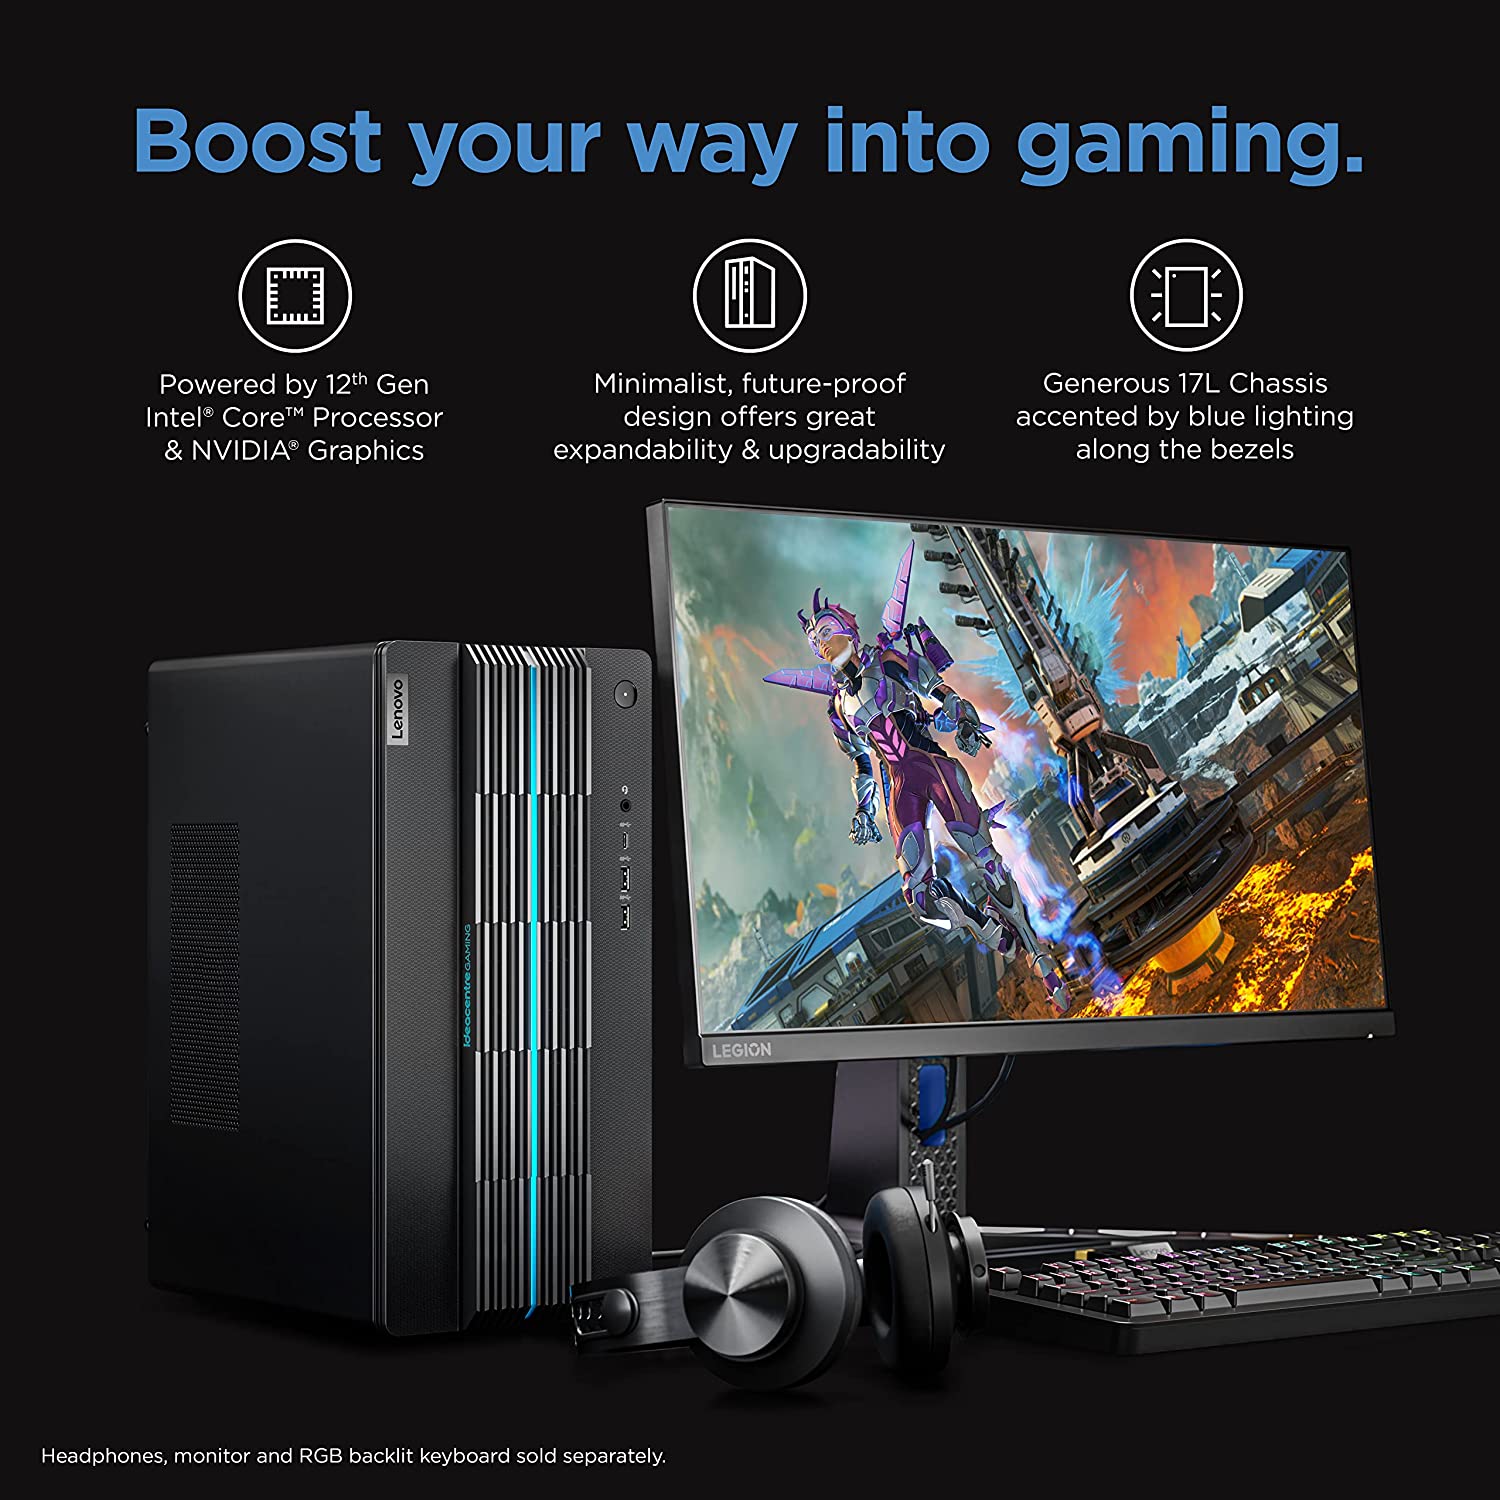 Boost your way into gaming.
Powered by 12th Gen
Intel® Core™ Processor
& NVIDIA® Graphics
Minimalist, future-proof
design offers great
expandability & upgradability
Generous 17L Chassis
accented by blue lighting
along the bezels
Lenovo
ideacentre GAMING
LEGION
Lenovo
Headphones, monitor and RGB backlit keyboard sold separately.